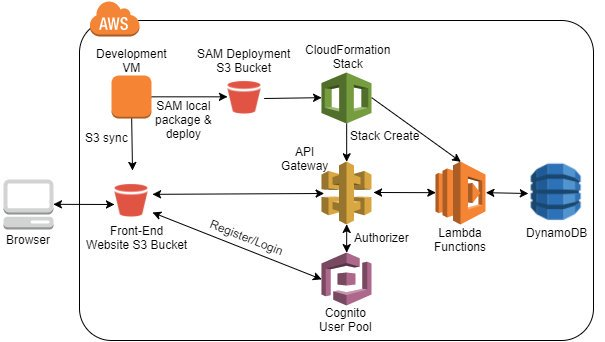 AWS
Development
VM
SAM Deployment
S3 Bucket
CloudFormation
Stack
SAM local
package &
deploy
S3 sync
Stack Create
API
Gateway
Browser
Front-End
Website S3 Bucket
Register/Login
Authorizer
Lambda
Functions
DynamoDB
Cognito
User Pool